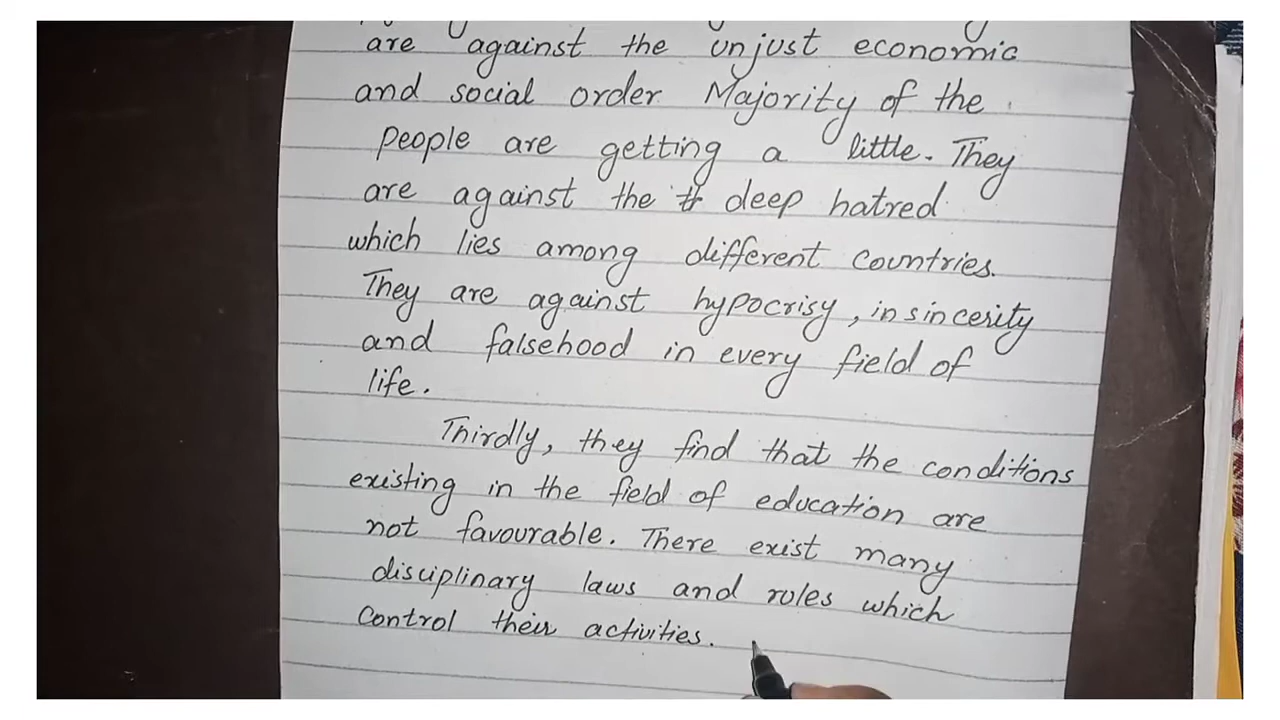 are against the unjust economic
and social order. Majority of the
people are getting a little. They
are against the deep hatred
which lies among different countries.
They are against hypocrisy, insincerity
and falsehood in every field of
life.
Thirdly, they find that the conditions
existing in the field of education are
not favourable. There exist many
disciplinary laws and rules which
control their activities.